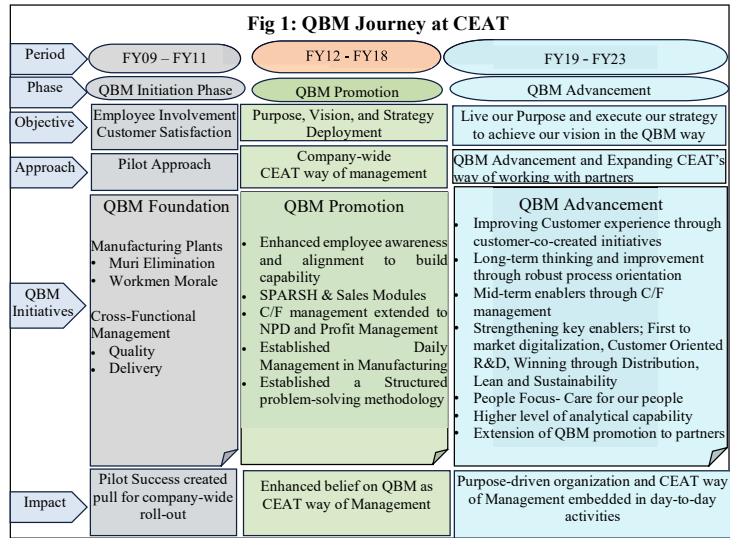 Fig 1: QBM Journey at CEAT
Period
FY09 – FY11
FY12 - FY18
FY19 - FY23
Phase
QBM Initiation Phase
QBM Promotion
QBM Advancement
Objective
Employee Involvement
Customer Satisfaction
Purpose, Vision, and Strategy
Deployment
Live our Purpose and execute our strategy
to achieve our vision in the QBM way
Approach
Pilot Approach
Company-wide
CEAT way of management
QBM Advancement and Expanding CEAT's
way of working with partners
QBM
Initiatives
QBM Foundation
Manufacturing Plants
• Muri Elimination
• Workmen Morale
Cross-Functional
Management
• Quality
• Delivery
QBM Promotion
• Enhanced employee awareness
and alignment to build
capability
• SPARSH & Sales Modules
• C/F management extended to
NPD and Profit Management
• Established Daily
Management in Manufacturing
• Established a Structured
problem-solving methodology
QBM Advancement
• Improving Customer experience through
customer-co-created initiatives
• Long-term thinking and improvement
through robust process orientation
• Mid-term enablers through C/F
management
• Strengthening key enablers; First to
market digitalization, Customer Oriented
R&D, Winning through Distribution,
Lean and Sustainability
• People Focus- Care for our people
• Higher level of analytical capability
• Extension of QBM promotion to partners
Impact
Pilot Success created
pull for company-wide
roll-out
Enhanced belief on QBM as
CEAT way of Management
Purpose-driven organization and CEAT way
of Management embedded in day-to-day
activities